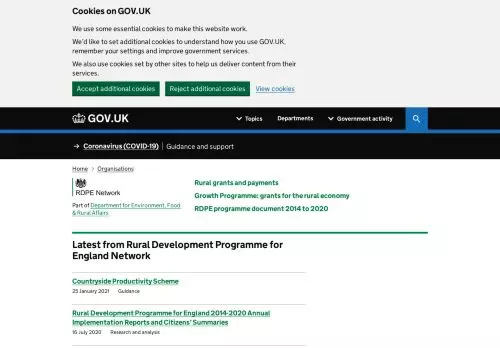 Cookies on GOV.UK
We use some essential cookies to make this website work.
We'd like to set additional cookies to understand how you use GOV.UK,
remember your settings and improve government services.
We also use cookies set by other sites to help us deliver content from their
services.
Accept additional cookies Reject additional cookies View cookies
GOV.UK Topics Departments Government activity
→ Coronavirus (COVID-19) Guidance and support
Home > Organisations
RDPE Network
Part of Department for Environment, Food
& Rural Affairs
Rural grants and payments
Growth Programme: grants for the rural economy
RDPE programme document 2014 to 2020
Latest from Rural Development Programme for
England Network
Countryside Productivity Scheme
25 January 2021 Guidance
Rural Development Programme for England 2014-2020 Annual
Implementation Reports and Citizens' Summaries
16 July 2020 Research and analysis